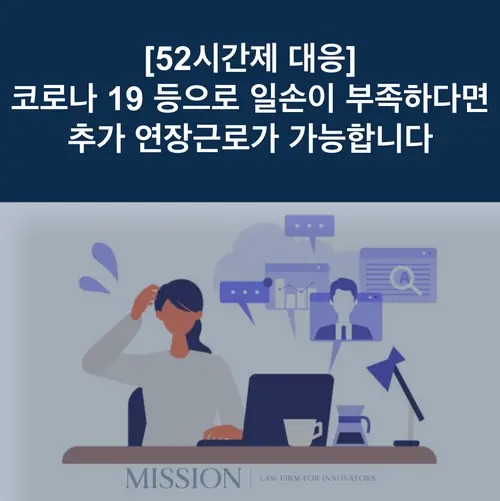 [52시간제 대응]
코로나 19 등으로 일손이 부족하다면
추가 연장근로가 가능합니다
A
MISSION | LAW FIRM FOR INNOVATORS